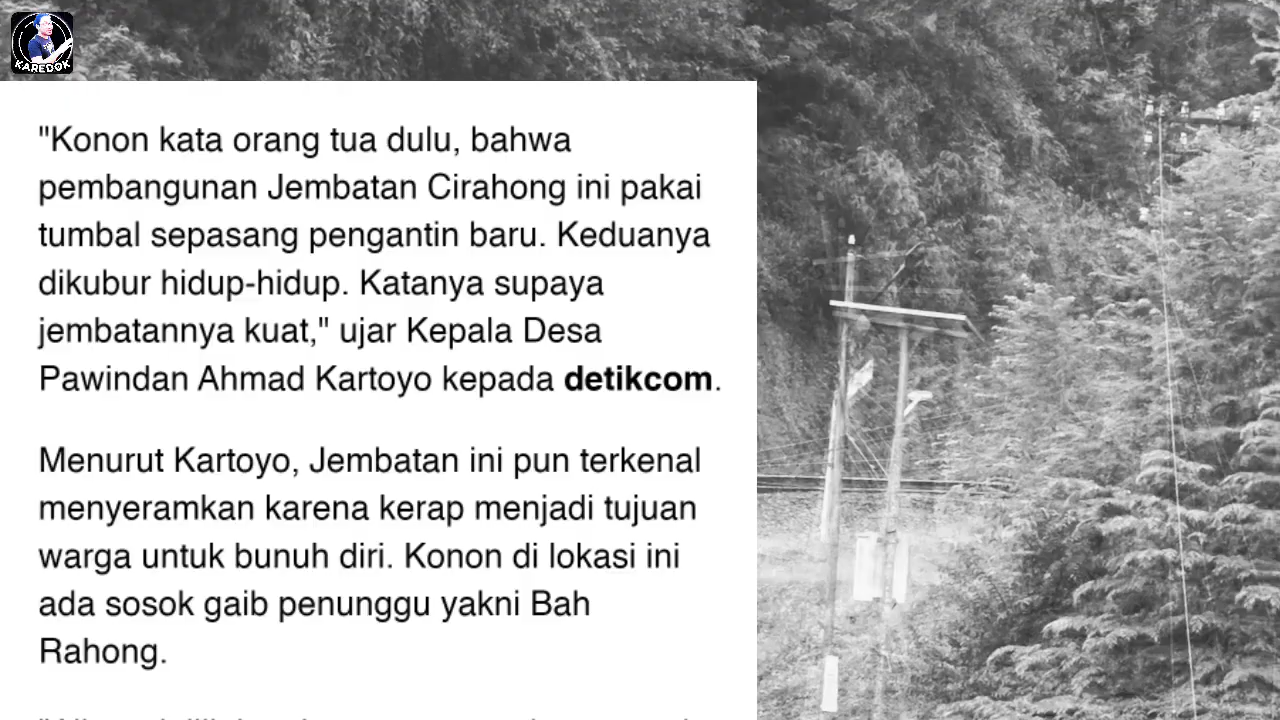 KAREDOK
"Konon kata orang tua dulu, bahwa
pembangunan Jembatan Cirahong ini pakai
tumbal sepasang pengantin baru. Keduanya
dikubur hidup-hidup. Katanya supaya
jembatannya kuat," ujar Kepala Desa
Pawindan Ahmad Kartoyo kepada detikcom.
Menurut Kartoyo, Jembatan ini pun terkenal
menyeramkan karena kerap menjadi tujuan
warga untuk bunuh diri. Konon di lokasi ini
ada sosok gaib penunggu yakni Bah
Rahong.